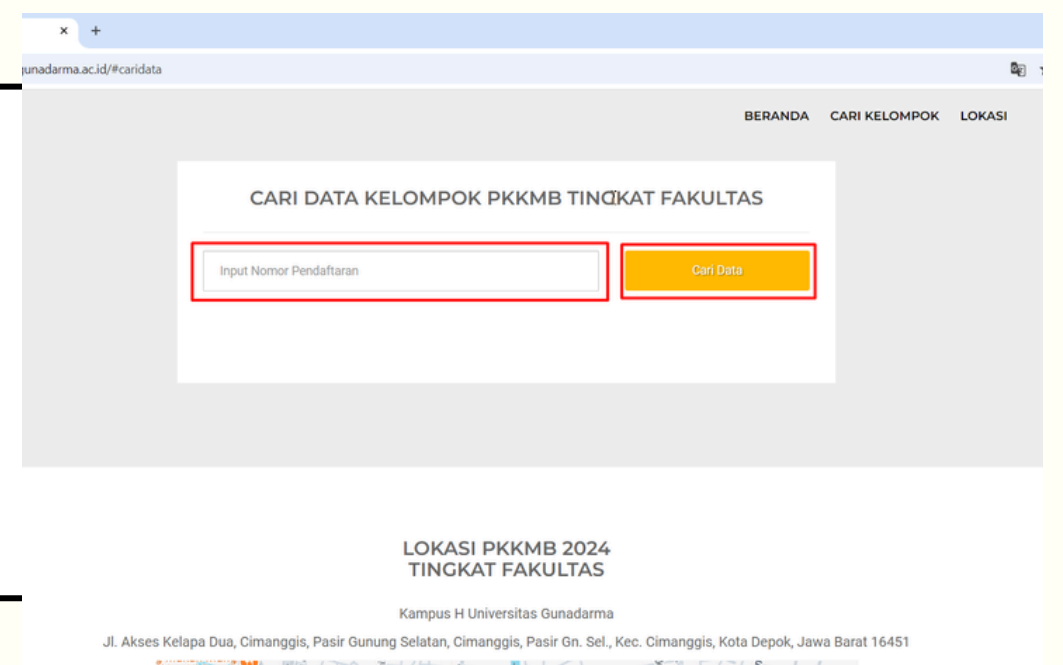 gunadarma.ac.id/#caridata
BERANDA CARI KELOMPOK LOKASI
CARI DATA KELOMPOK PKKMB TINGKAT FAKULTAS
Input Nomor Pendaftaran
Cari Data
LOKASI PKKMB 2024
TINGKAT FAKULTAS
Kampus H Universitas Gunadarma
Jl. Akses Kelapa Dua, Cimanggis, Pasir Gunung Selatan, Cimanggis, Pasir Gn. Sel., Kec. Cimanggis, Kota Depok, Jawa Barat 16451